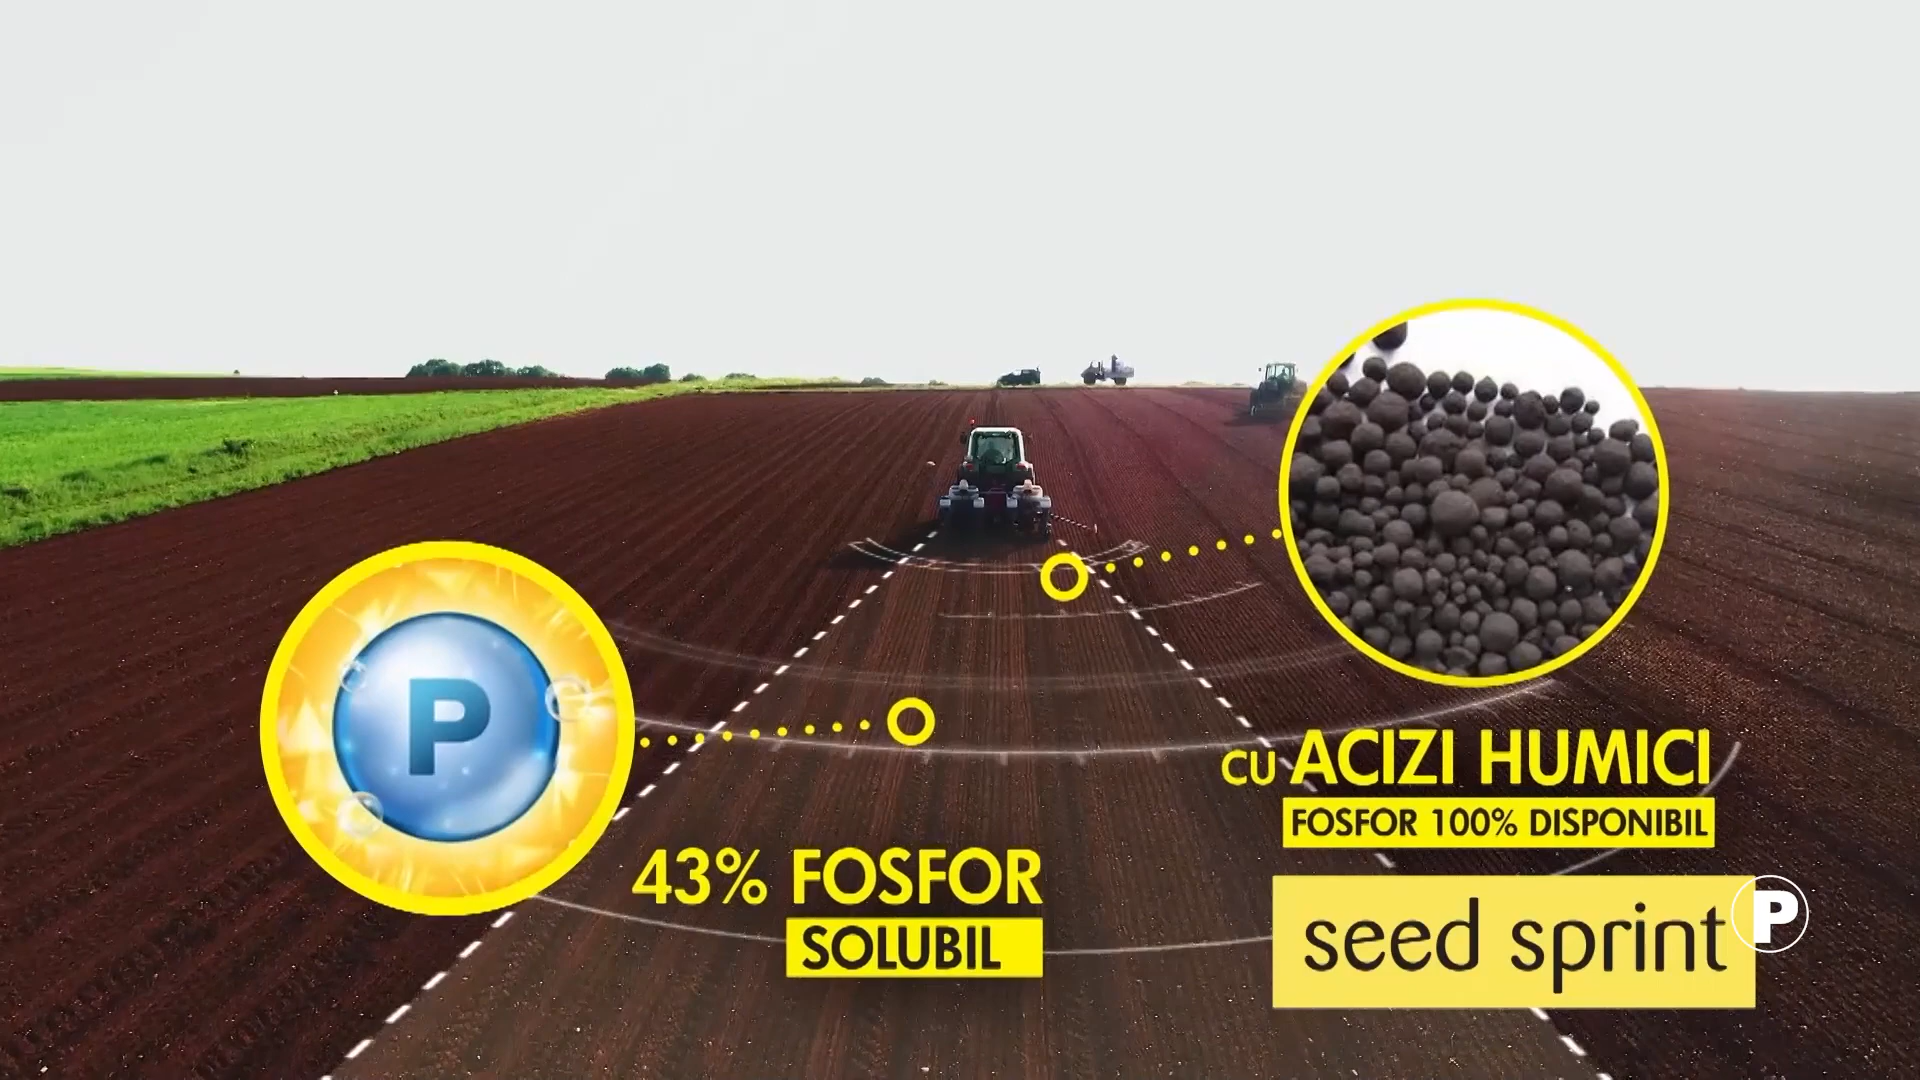 P
43% FOSFOR
SOLUBIL
CU ACIZI HUMICI
FOSFOR 100% DISPONIBIL
seed sprint
P